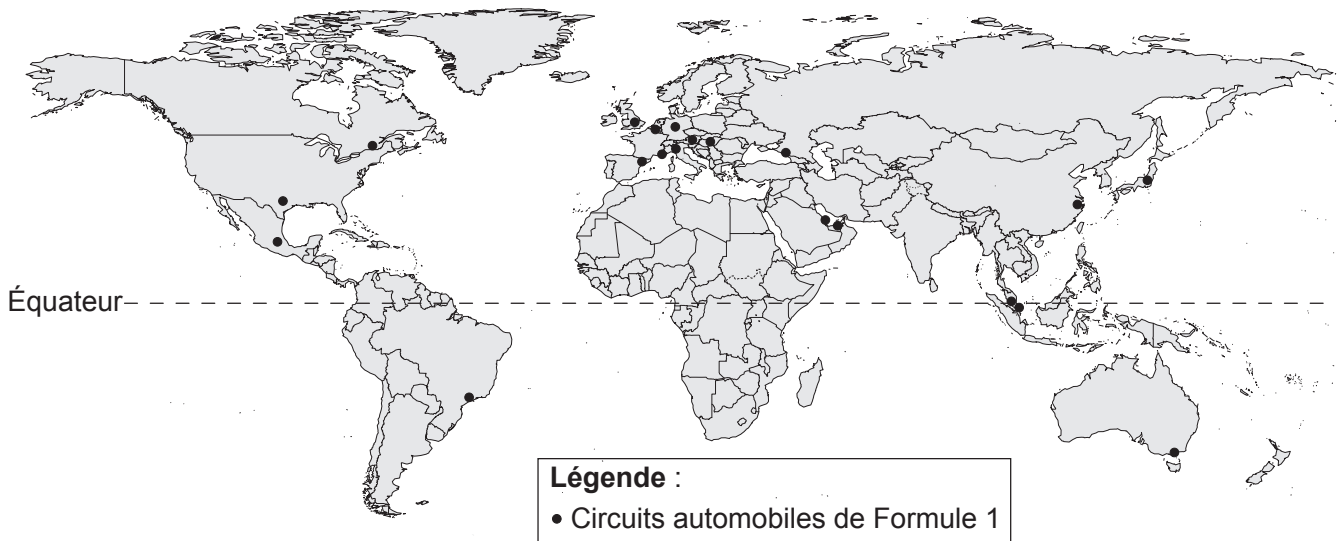 Équateur
Légende :
• Circuits automobiles de Formule 1